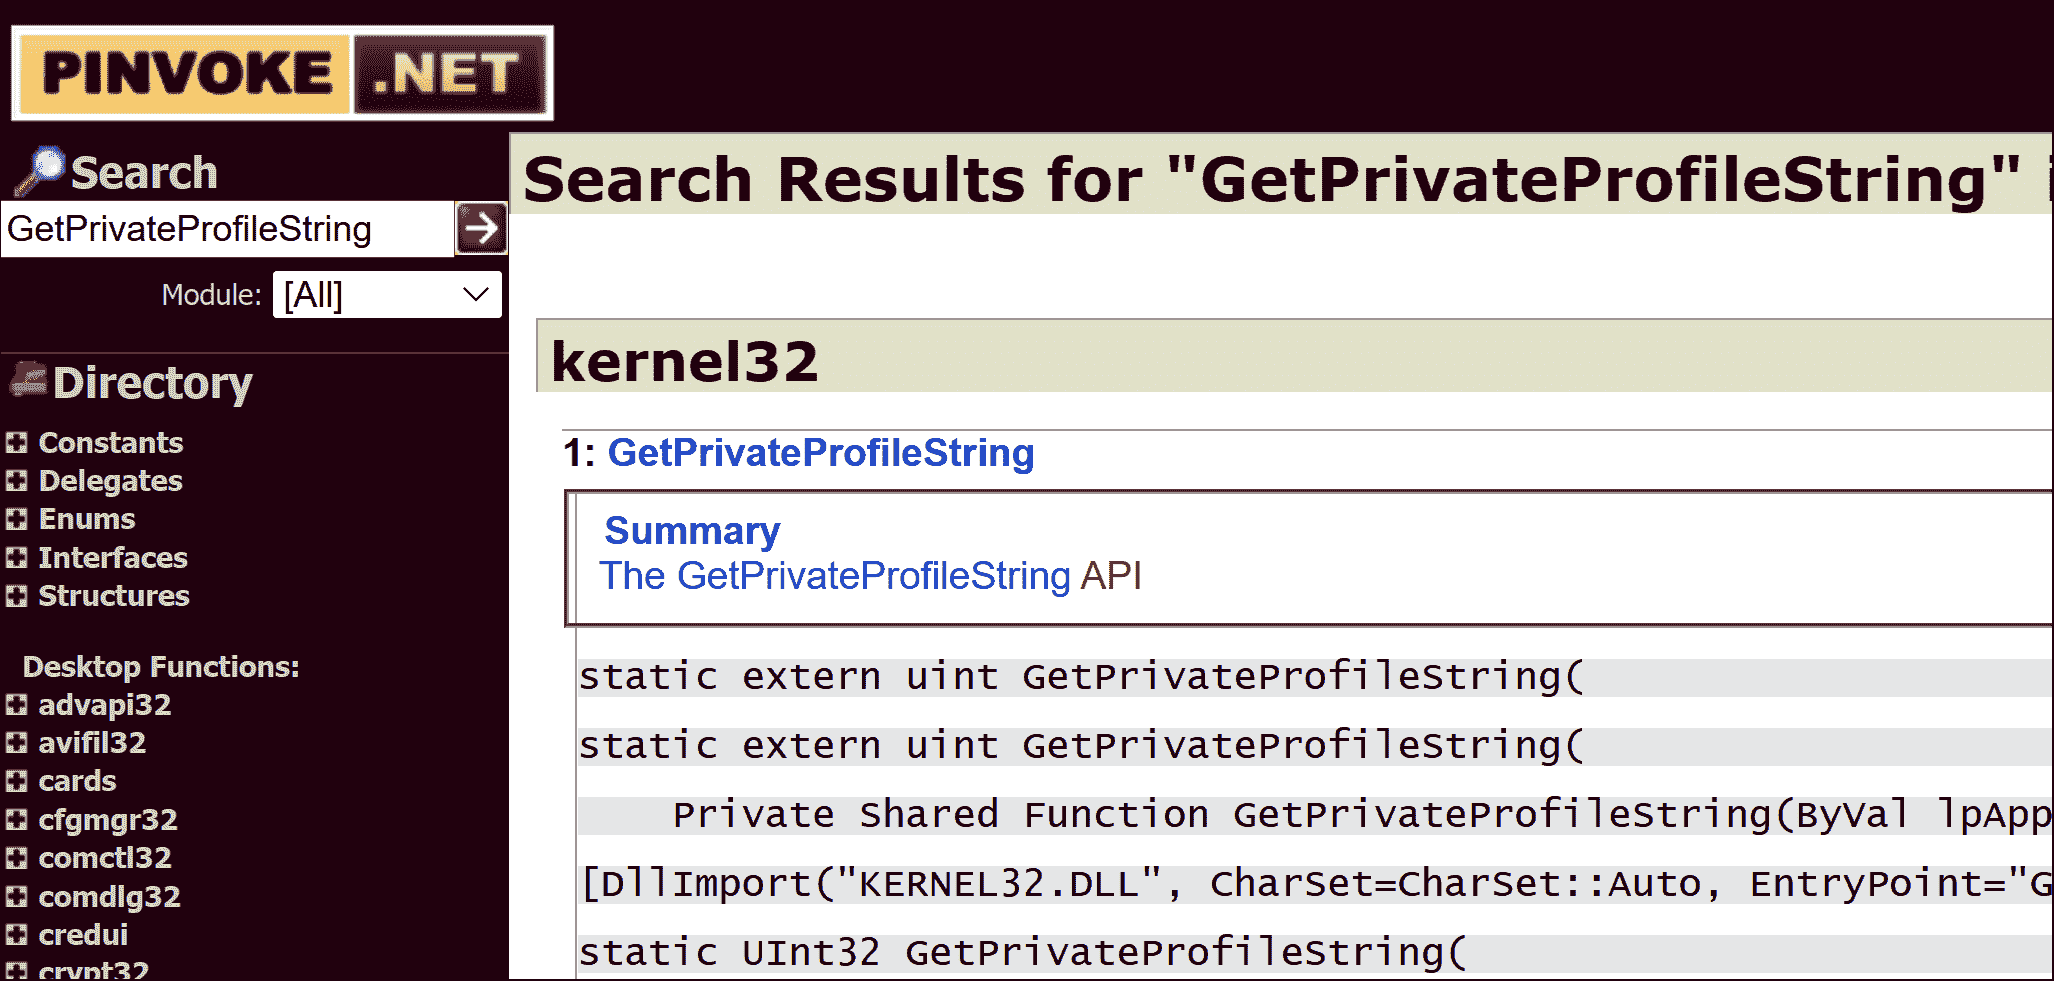 PINVOKE .NET
Search
GetPrivateProfileString
Module: [All]
Directory
Constants
Delegates
Enums
Interfaces
Structures
Desktop Functions:
advapi32
avifil32
cards
cfgmgr32
comctl32
comdlg32
credui
crypt32
Search Results for "GetPrivateProfileString"
kernel32
1: GetPrivateProfileString
Summary
The GetPrivateProfileString API
static extern uint GetPrivateProfileString(
static extern uint GetPrivateProfileString(
Private Shared Function GetPrivateProfileString(ByVal lpApp
[DllImport("KERNEL32.DLL", CharSet=CharSet::Auto, EntryPoint="G
static UInt32 GetPrivateProfileString(